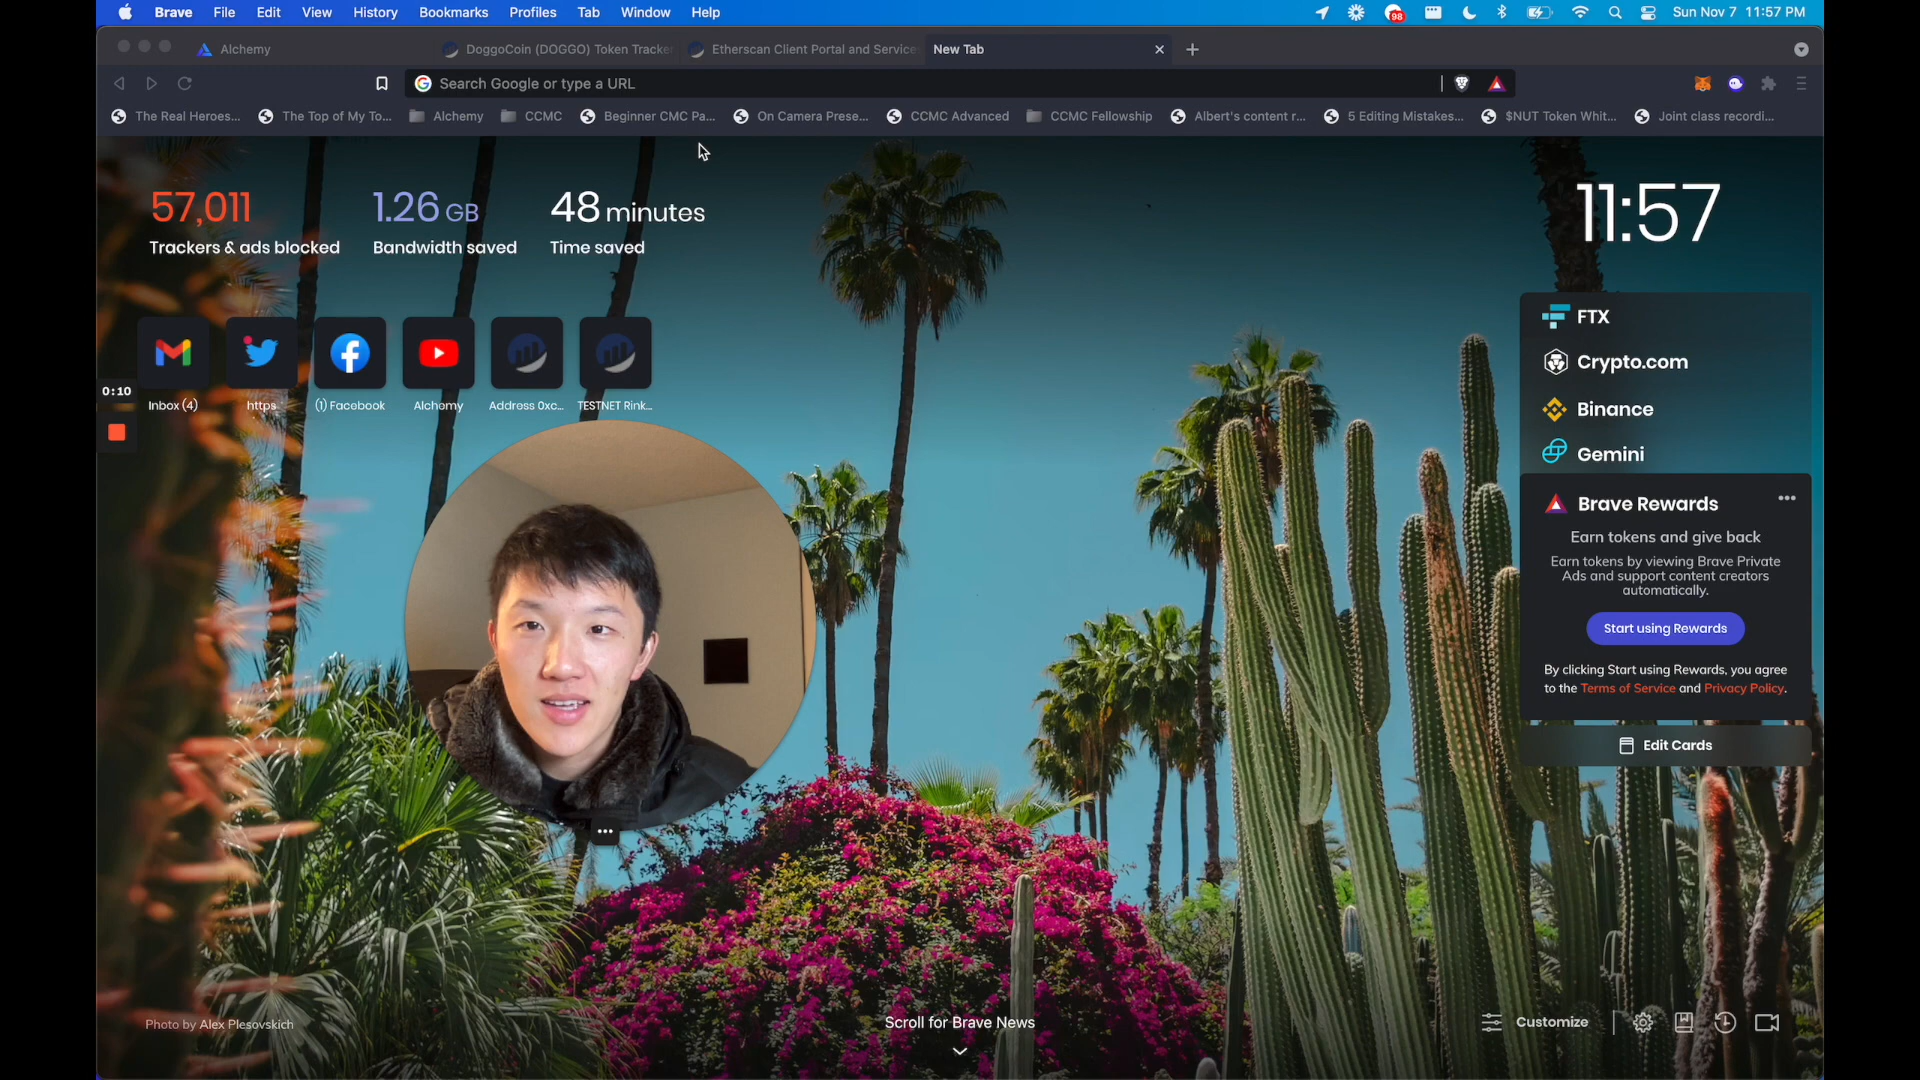 Brave File Edit View History Bookmarks Profiles Tab Window Help
98
Sun Nov 7 11:57 PM
Alchemy
DoggoCoin (DOGGO) Token Tracke
Etherscan Client Portal and Service
New Tab
Search Google or type a URL
The Real Heroes...
The Top of My To...
Alchemy
CCMC
Beginner CMC Pa...
On Camera Prese...
CCMC Advanced
CCMC Fellowship
Albert's content r...
5 Editing Mistakes...
$NUT Token Whit...
Joint class recordi...
57,011
Trackers & ads blocked
1.26 GB
Bandwidth saved
48 minutes
Time saved
11:57
Inbox (4)
https
(1) Facebook
Alchemy
Address 0xc...
TESTNET Rink...
0:10
FTX
Crypto.com
Binance
Gemini
Brave Rewards
Earn tokens and give back
Earn tokens by viewing Brave Private
Ads and support content creators
automatically.
Start using Rewards
By clicking Start using Rewards, you agree
to the Terms of Service and Privacy Policy.
Edit Cards
Photo by Alex Plesovskich
Scroll for Brave News
Customize